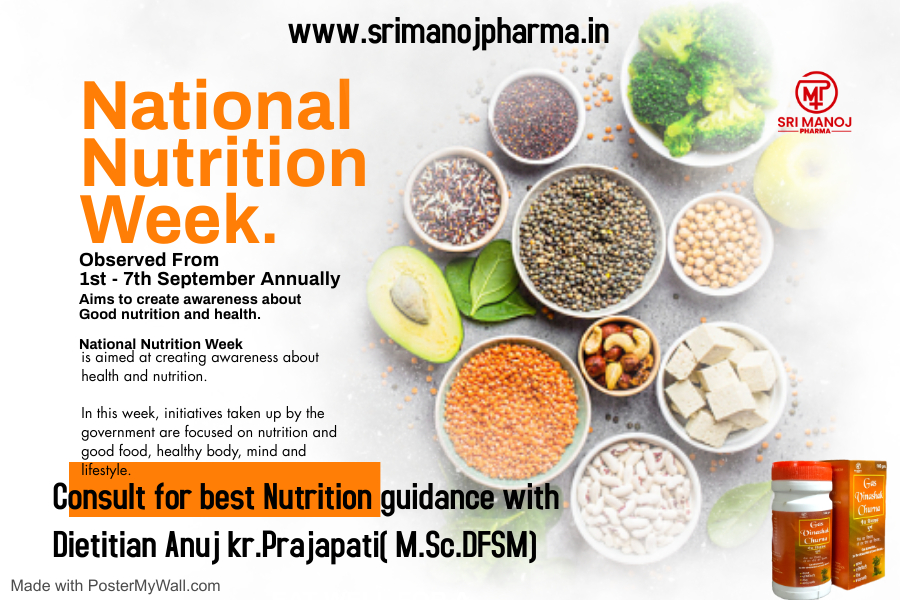 www.srimanojpharma.in
National
Nutrition
Week.
SRI MANOJ
PHARMA
Observed From
1st - 7th September Annually
Aims to create awareness about
Good nutrition and health.
National Nutrition Week
is aimed at creating awareness about
health and nutrition.
In this week, initiatives taken up by the
government are focused on nutrition and
good food, healthy body, mind and
lifestyle.
Consult for best Nutrition guidance with
Dietitian Anuj kr.Prajapati( M.Sc.DFSM)
Gas
Vinashak
Churna
Gas
Vinashak
Churna
Made with PosterMyWall.com